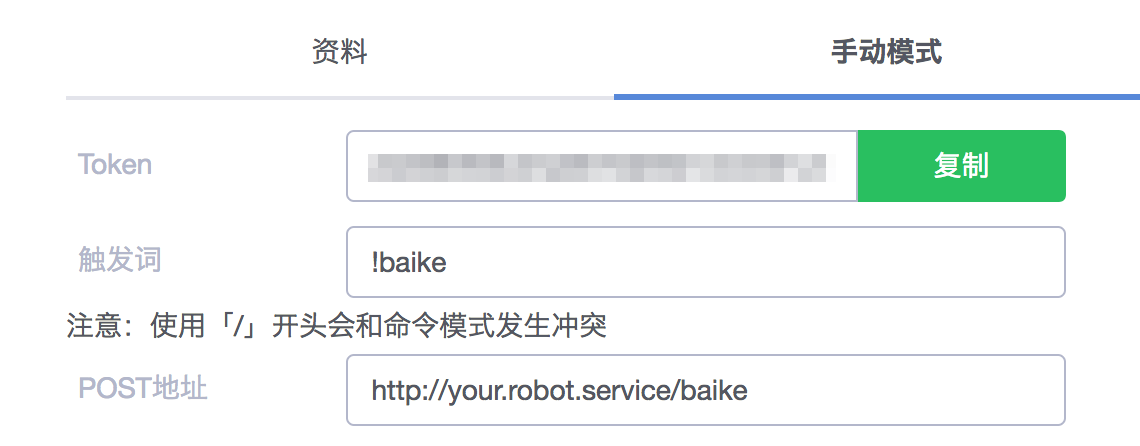 资料 手动模式
Token 复制
触发词 !baike
注意：使用「/」开头会和命令模式发生冲突
POST地址 http://your.robot.service/baike